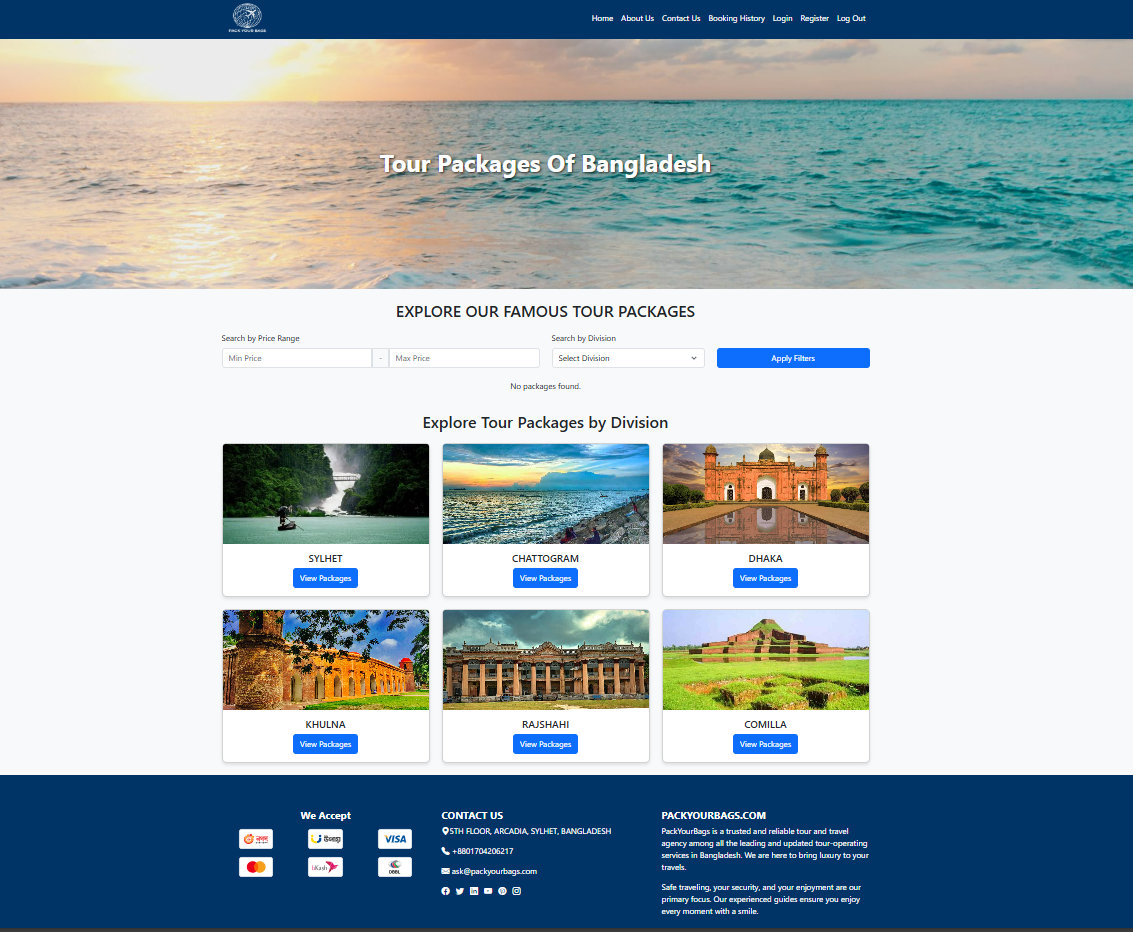 PACK YOUR BAGS
Home About Us Contact Us Booking History Login Register Log Out
Tour Packages Of Bangladesh
EXPLORE OUR FAMOUS TOUR PACKAGES
Search by Price Range
Search by Division
Min Price - Max Price
Select Division
Apply Filters
No packages found.
Explore Tour Packages by Division
SYLHET
CHATTOGRAM
DHAKA
View Packages
View Packages
View Packages
KHULNA
RAJSHAHI
COMILLA
View Packages
View Packages
View Packages
We Accept
নগদ
উপায়
VISA
bKash
DBBL
CONTACT US
5TH FLOOR, ARCADIA, SYLHET, BANGLADESH
+8801704206217
ask@packyourbags.com
PACKYOURBAGS.COM
PackYourBags is a trusted and reliable tour and travel
agency among all the leading and updated tour-operating
services in Bangladesh. We are here to bring luxury to your
travels.
Safe traveling, your security, and your enjoyment are our
primary focus. Our experienced guides ensure you enjoy
every moment with a smile.